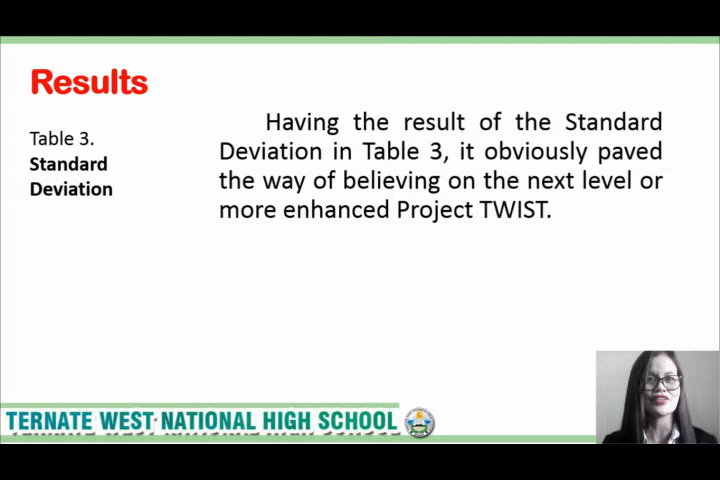 Results
Table 3.
Standard
Deviation
Having the result of the Standard
Deviation in Table 3, it obviously paved
the way of believing on the next level or
more enhanced Project TWIST.
TERNATE WEST NATIONAL HIGH SCHOOL